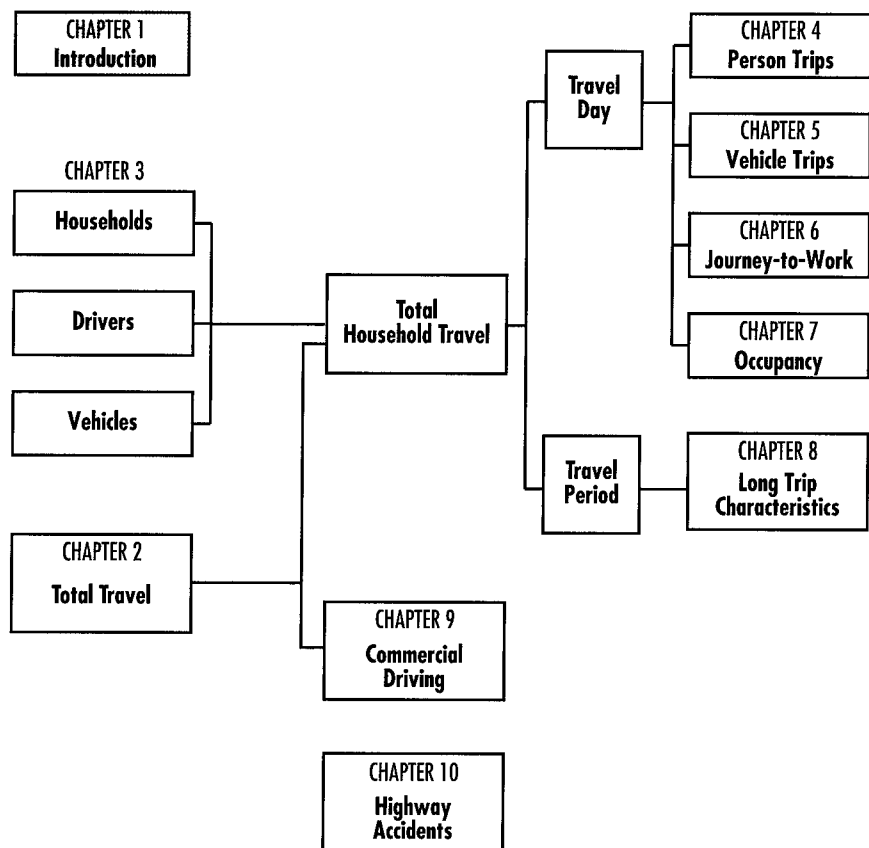 CHAPTER 1
Introduction
CHAPTER 3
Households
Drivers
Vehicles
CHAPTER 2
Total Travel
Total
Household Travel
CHAPTER 9
Commercial
Driving
CHAPTER 10
Highway
Accidents
Travel
Day
Travel
Period
CHAPTER 4
Person Trips
CHAPTER 5
Vehicle Trips
CHAPTER 6
Journey-to-Work
CHAPTER 7
Occupancy
CHAPTER 8
Long Trip
Characteristics